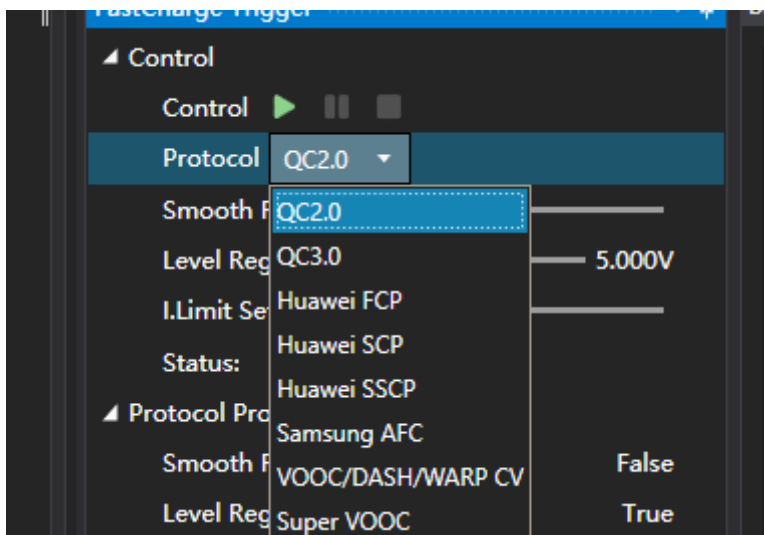 FastCharge Trigger
Control
Control
Protocol QC2.0
Smooth
QC2.0
Level Reg
QC3.0
5.000V
I.Limit Se
Huawei FCP
Status:
Huawei SCP
Huawei SSCP
Protocol Pro
Samsung AFC
Smooth
VOOC/DASH/WARP CV
False
Level Reg
Super VOOC
True